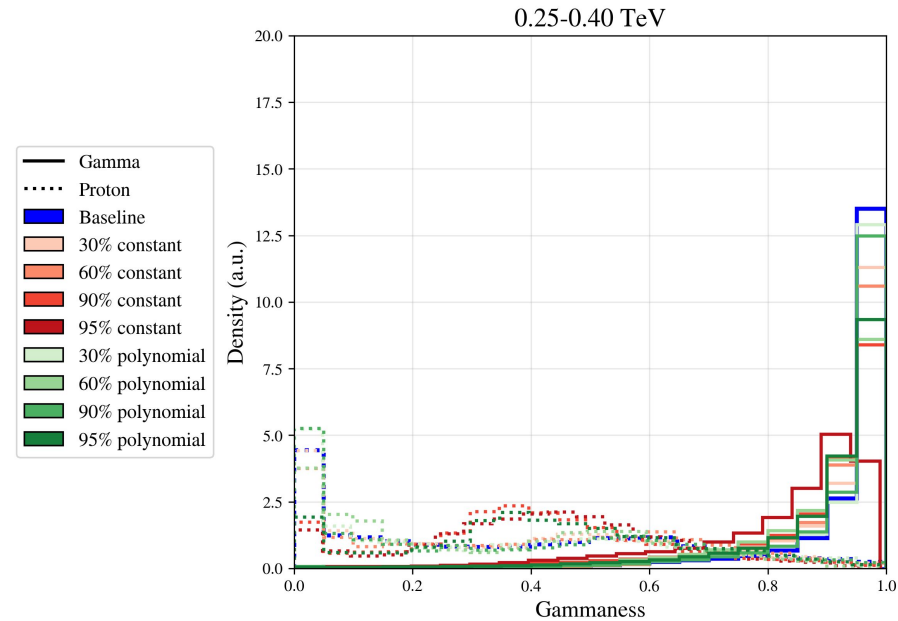 0.25-0.40 TeV
Gamma
Proton
Baseline
30% constant
60% constant
90% constant
95% constant
30% polynomial
60% polynomial
90% polynomial
95% polynomial
Density (a.u.)
20.0
17.5
15.0
12.5
10.0
7.5
5.0
2.5
0.0
0.0 0.2 0.4 0.6 0.8 1.0
Gammaness